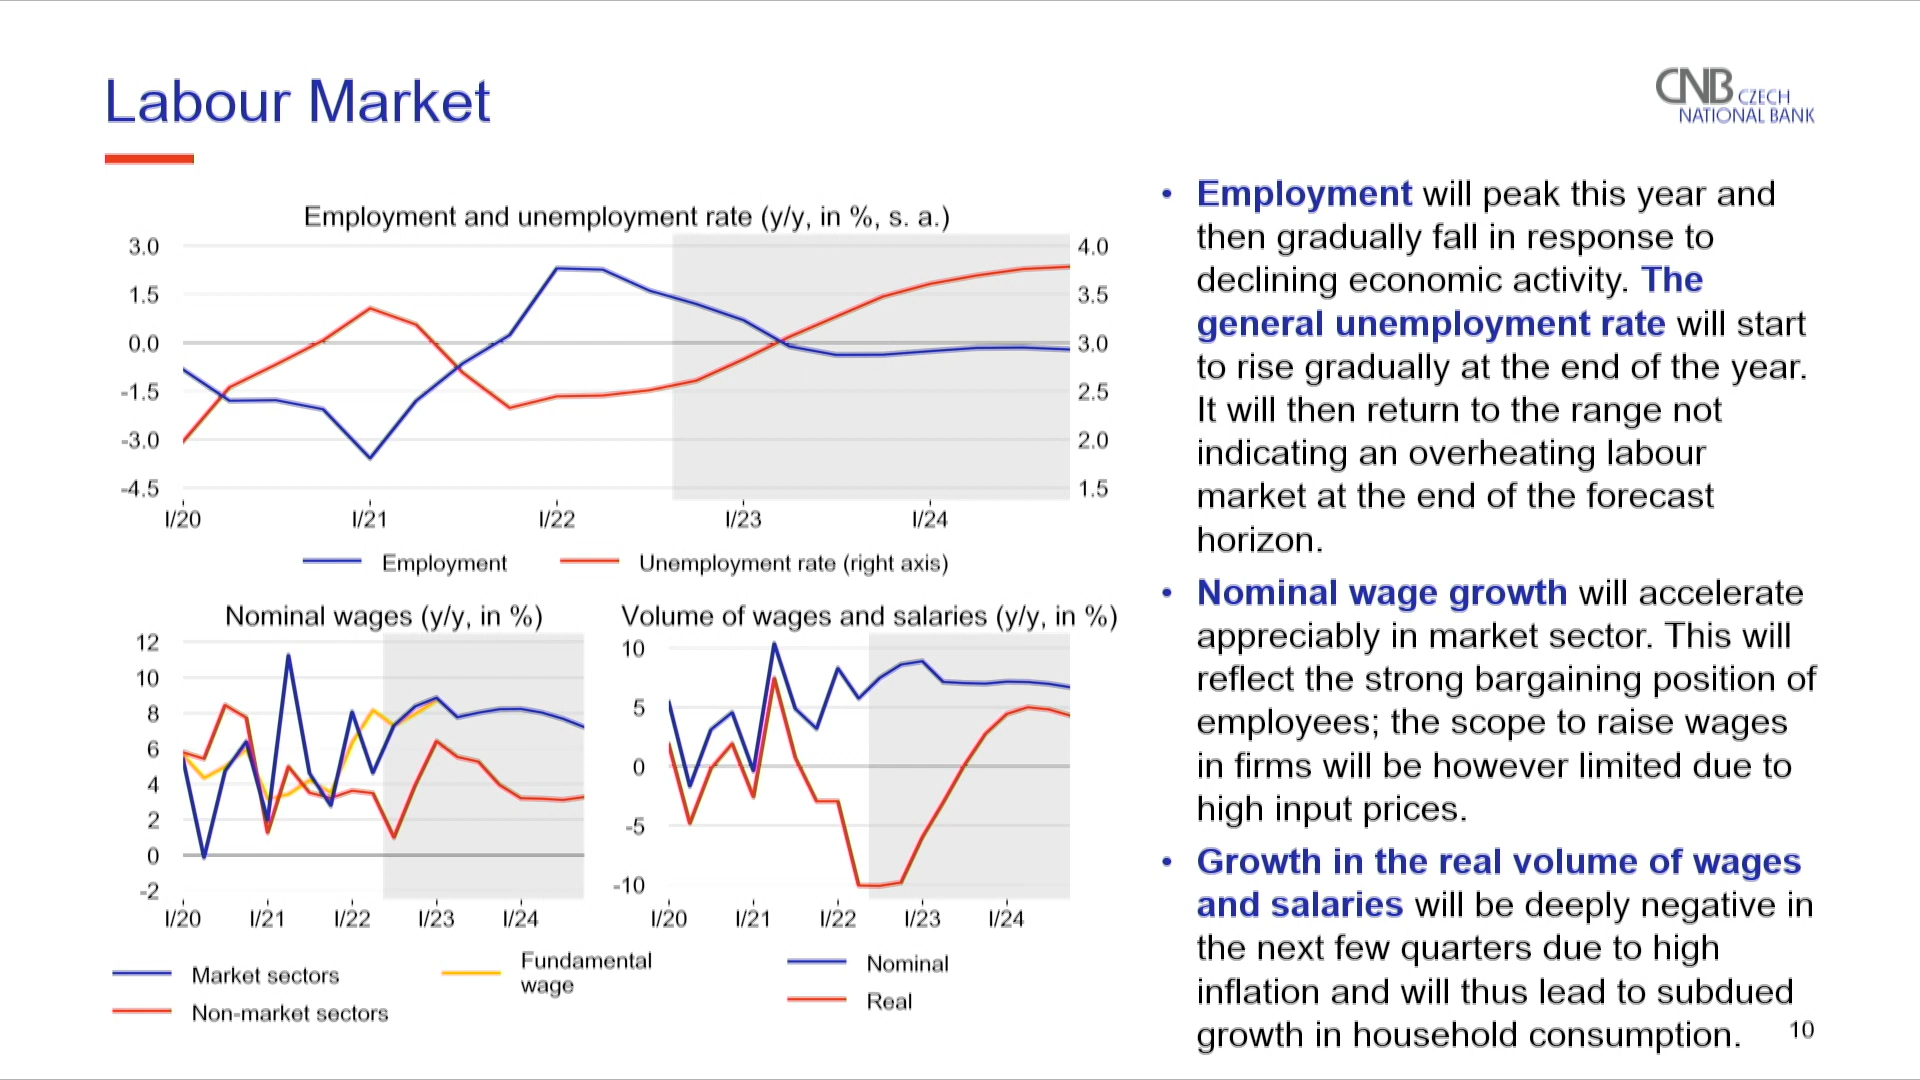 Labour Market
CNB CZECH
NATIONAL BANK
Employment and unemployment rate (y/y, in %, s. a.)
3.0
1.5
0.0
-1.5
-3.0
-4.5
4.0
3.5
3.0
2.5
2.0
1.5
I/20 I/21 I/22 I/23 I/24
Employment Unemployment rate (right axis)
Nominal wages (y/y, in %)
12
10
8
6
4
2
0
-2
I/20 I/21 I/22 I/23 I/24
Market sectors
Non-market sectors
Fundamental
wage
Volume of wages and salaries (y/y, in %)
10
5
0
-5
-10
I/20 I/21 I/22 I/23 I/24
Nominal
Real
• Employment will peak this year and
then gradually fall in response to
declining economic activity. The
general unemployment rate will start
to rise gradually at the end of the year.
It will then return to the range not
indicating an overheating labour
market at the end of the forecast
horizon.
• Nominal wage growth will accelerate
appreciably in market sector. This will
reflect the strong bargaining position of
employees; the scope to raise wages
in firms will be however limited due to
high input prices.
• Growth in the real volume of wages
and salaries will be deeply negative in
the next few quarters due to high
inflation and will thus lead to subdued
growth in household consumption.
10